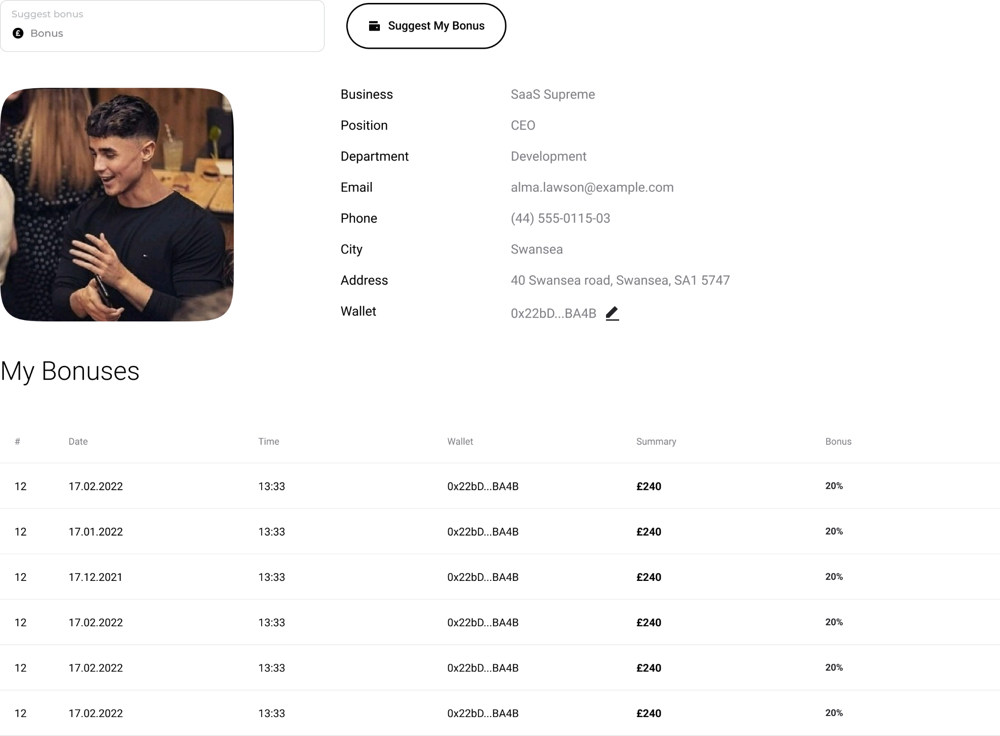 Suggest bonus
£ Bonus
Suggest My Bonus
Business SaaS Supreme
Position CEO
Department Development
Email alma.lawson@example.com
Phone (44) 555-0115-03
City Swansea
Address 40 Swansea road, Swansea, SA1 5747
Wallet 0x22bD...BA4B
My Bonuses
# Date Time Wallet Summary Bonus
12 17.02.2022 13:33 0x22bD...BA4B £240 20%
12 17.01.2022 13:33 0x22bD...BA4B £240 20%
12 17.12.2021 13:33 0x22bD...BA4B £240 20%
12 17.02.2022 13:33 0x22bD...BA4B £240 20%
12 17.02.2022 13:33 0x22bD...BA4B £240 20%
12 17.02.2022 13:33 0x22bD...BA4B £240 20%